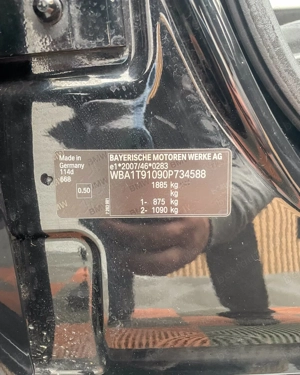 Made in
Germany
114d
668
0.50
BAYERISCHE MOTOREN WERKE AG
e1*2007/46*0283
WBA1T91090P734588
1885 kg
kg
1- 875 kg
2- 1090 kg